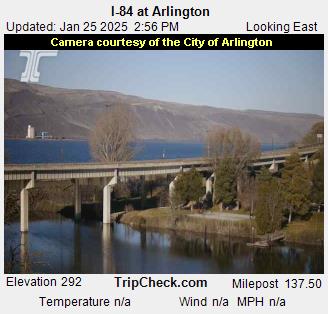 I-84 at Arlington
Updated: Jan 25 2025 2:56 PM Looking East
Camera courtesy of the City of Arlington
Elevation 292 TripCheck.com Milepost 137.50
Temperature n/a Wind n/a MPH n/a